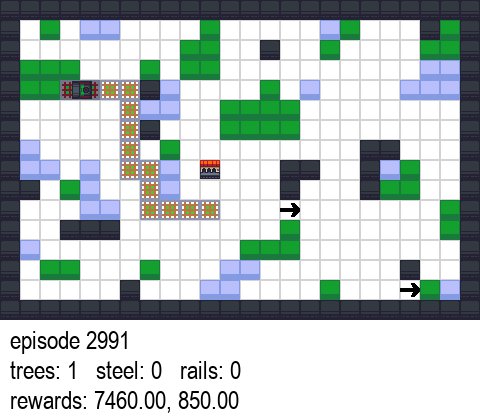 episode 2991
trees: 1 steel: 0 rails: 0
rewards: 7460.00, 850.00